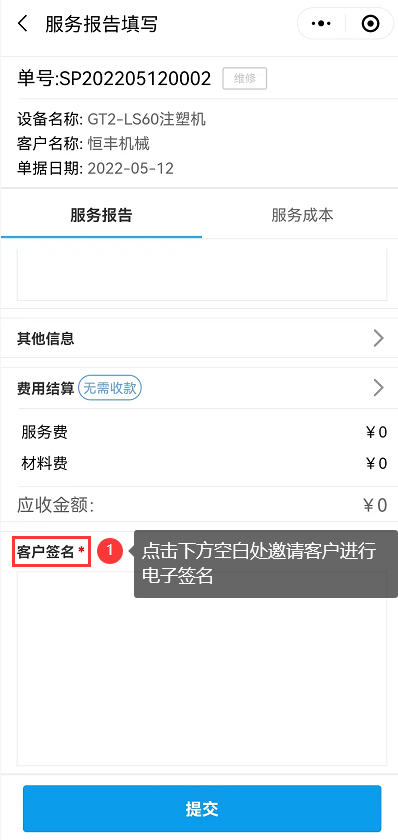 服务报告填写
单号:SP202205120002 维修
设备名称: GT2-LS60注塑机
客户名称: 恒丰机械
单据日期: 2022-05-12
服务报告 服务成本
其他信息
费用结算 无需收款
服务费 ￥0
材料费 ￥0
应收金额： ￥0
客户签名 * 1 点击下方空白处邀请客户进行
电子签名
提交